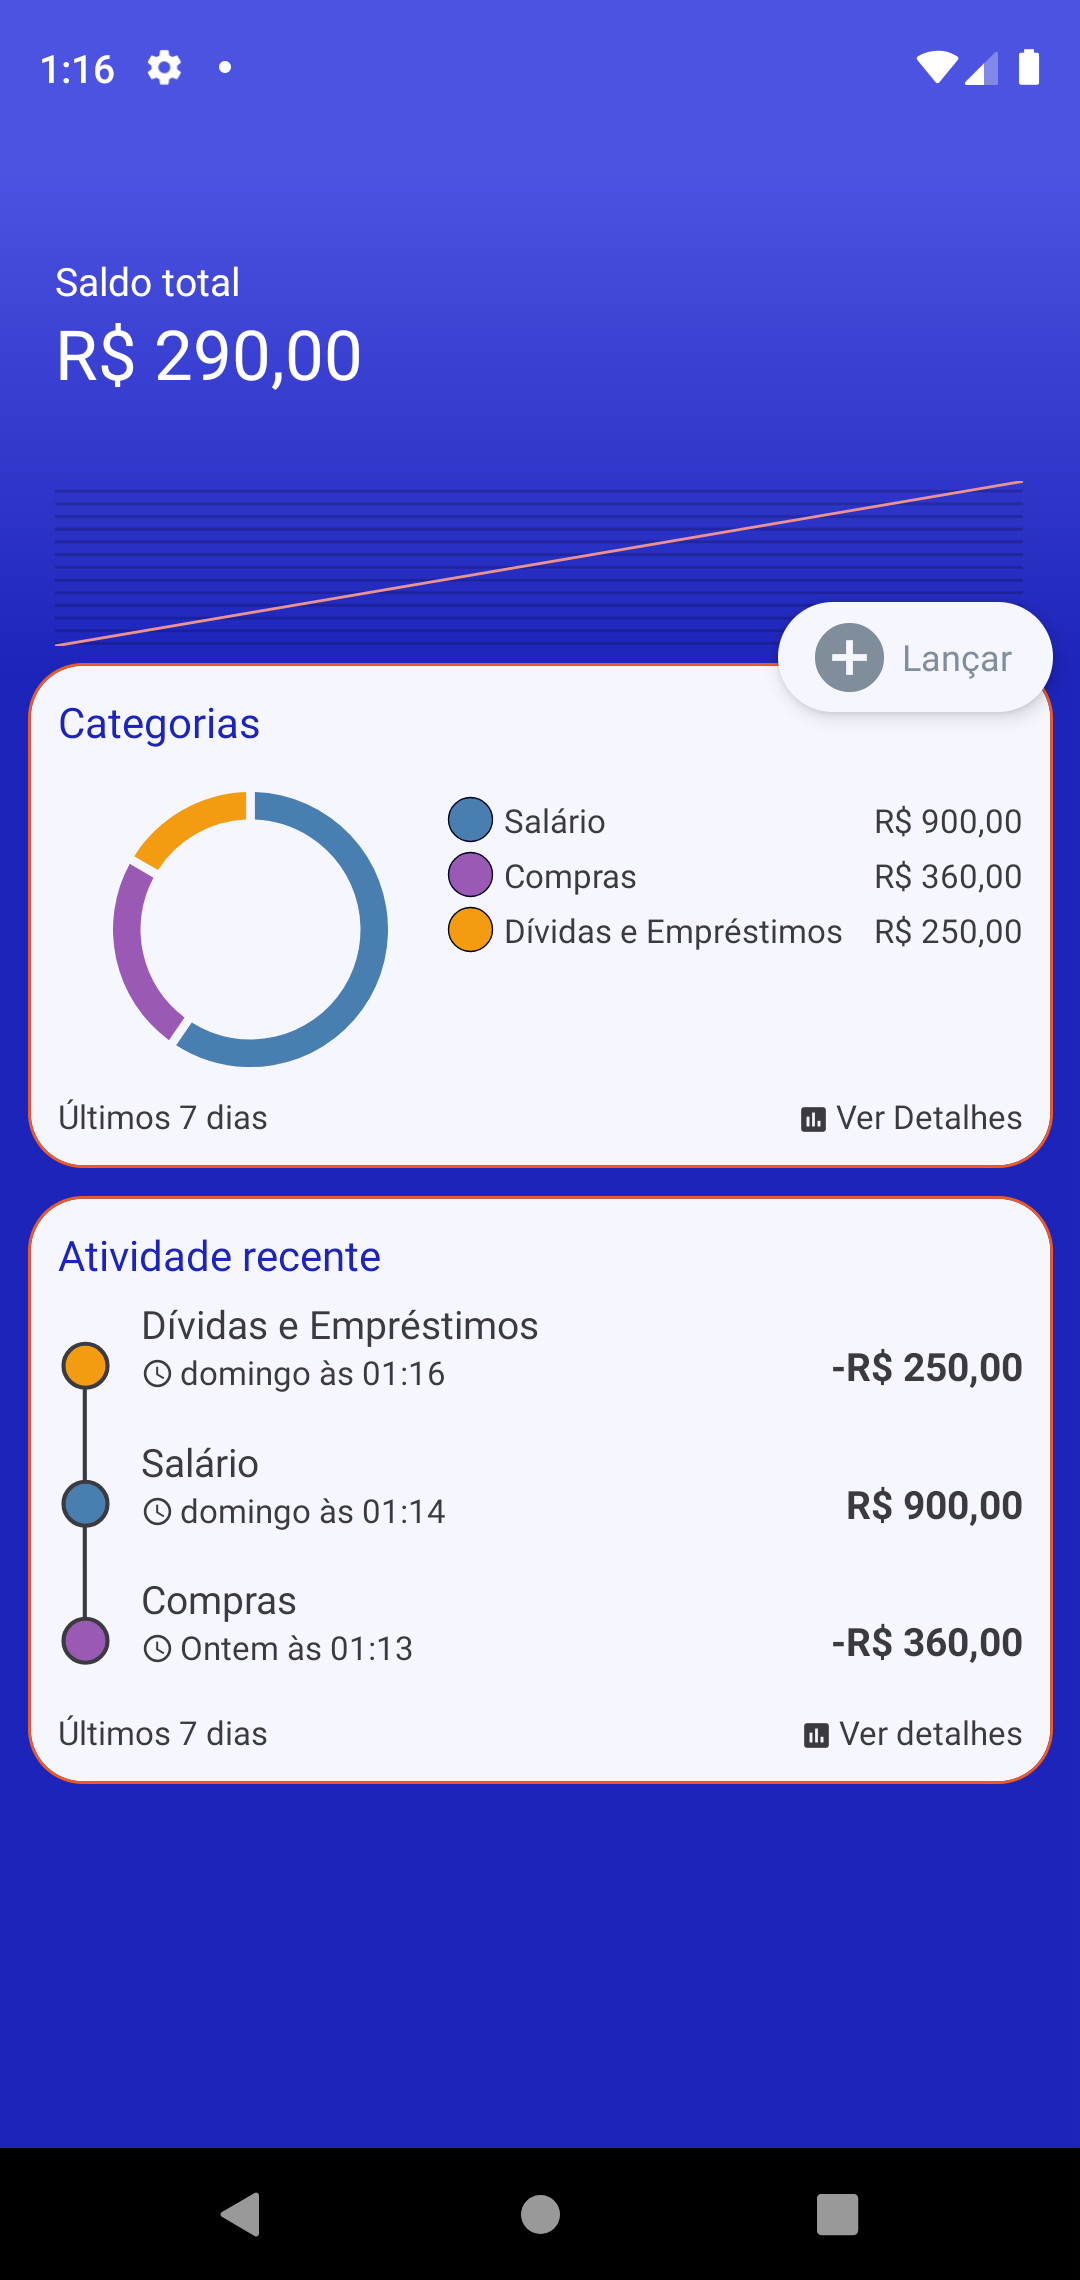 1:16
Saldo total
R$ 290,00
Lançar
Categorias
Salário R$ 900,00
Compras R$ 360,00
Dívidas e Empréstimos R$ 250,00
Últimos 7 dias Ver Detalhes
Atividade recente
Dívidas e Empréstimos
domingo às 01:16 -R$ 250,00
Salário
domingo às 01:14 R$ 900,00
Compras
Ontem às 01:13 -R$ 360,00
Últimos 7 dias Ver detalhes